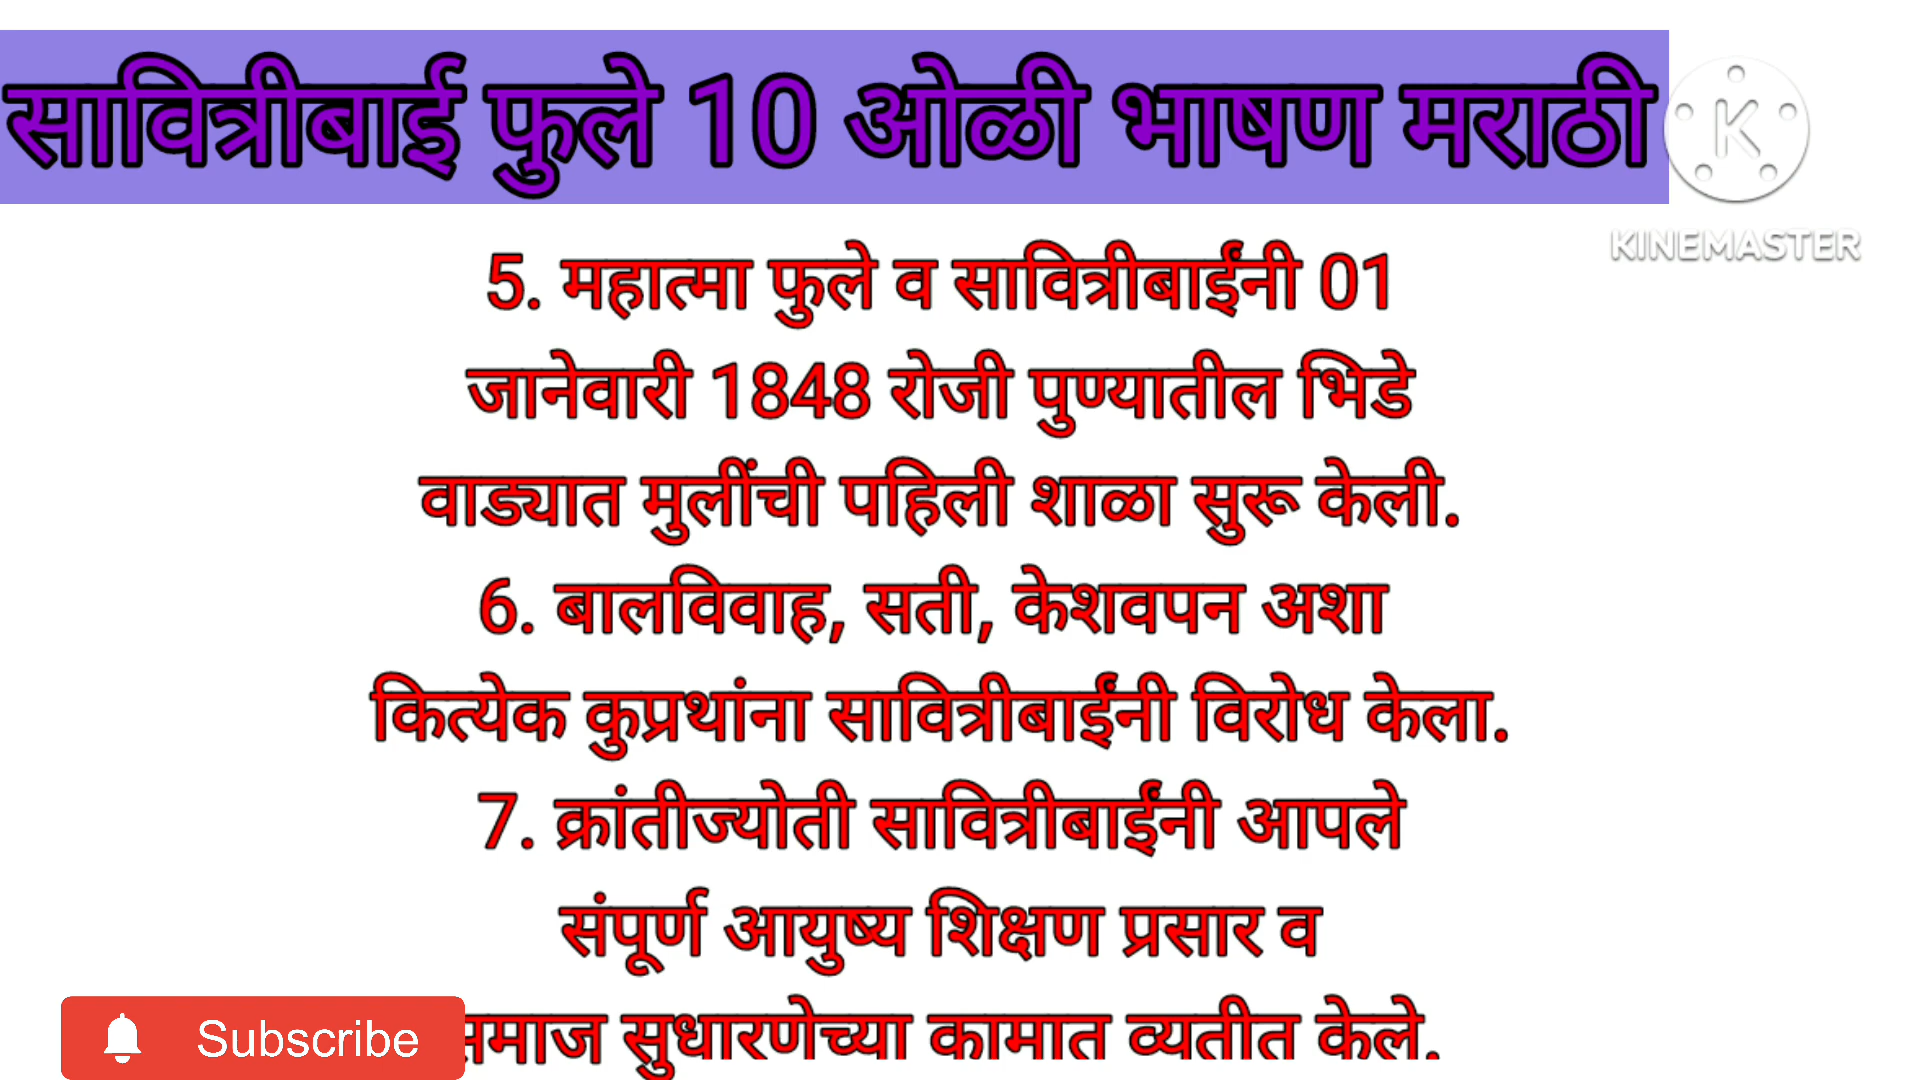 सावित्रीबाई फुले 10 ओळी भाषण मराठी
K
KINEMASTER
5. महात्मा फुले व सावित्रीबाईंनी 01
जानेवारी 1848 रोजी पुण्यातील भिडे
वाड्यात मुलींची पहिली शाळा सुरू केली.
6. बालविवाह, सती, केशवपन अशा
कित्येक कुप्रथांना सावित्रीबाईंनी विरोध केला.
7. क्रांतीज्योती सावित्रीबाईंनी आपले
संपूर्ण आयुष्य शिक्षण प्रसार व
समाज सुधारणेच्या कामात व्यतीत केले.
Subscribe